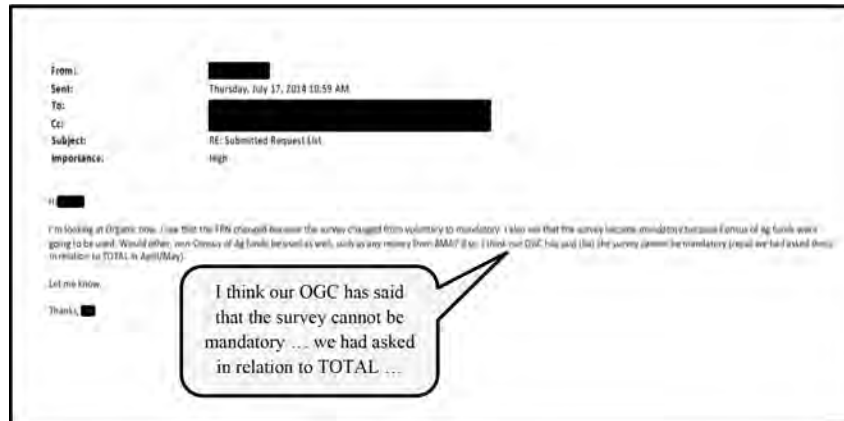 From:
Sent: Thursday, July 17, 2014 10:59 AM
To:
Cc:
Subject: RE: Submitted Request List
Importance: High
I'm looking at Organic now. I see that the FRN changed because the survey changed from voluntary to mandatory. I also see that the survey became mandatory because Census of Ag funds were
going to be used. Would other, non-Census of Ag funds be used as well, such as any money from If so, I think our OGC has said the survey cannot be mandatory we had asked
in relation to TOTAL in April/May).
Let me know.
Thanks,
I think our OGC has said
that the survey cannot be
mandatory … we had asked
in relation to TOTAL …